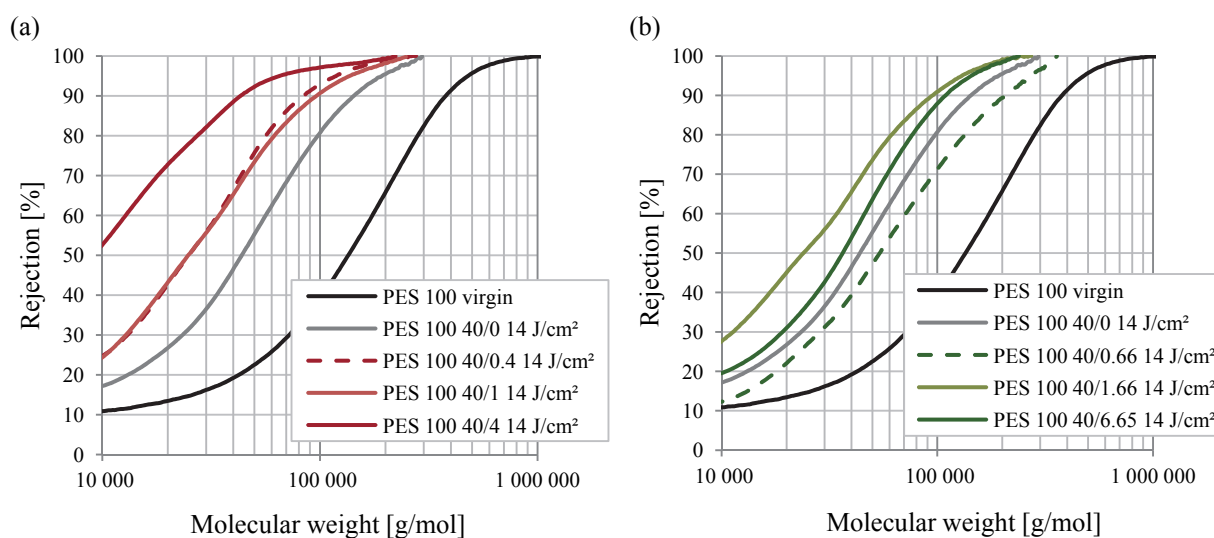 (a)
Rejection [%]
100
90
80
70
60
50
40
30
20
10
0
10 000
100 000
1 000 000
Molecular weight [g/mol]
PES 100 virgin
PES 100 40/0 14 J/cm²
PES 100 40/0.4 14 J/cm²
PES 100 40/1 14 J/cm²
PES 100 40/4 14 J/cm²
(b)
Rejection [%]
100
90
80
70
60
50
40
30
20
10
0
10 000
100 000
1 000 000
Molecular weight [g/mol]
PES 100 virgin
PES 100 40/0 14 J/cm²
PES 100 40/0.66 14 J/cm²
PES 100 40/1.66 14 J/cm²
PES 100 40/6.65 14 J/cm²